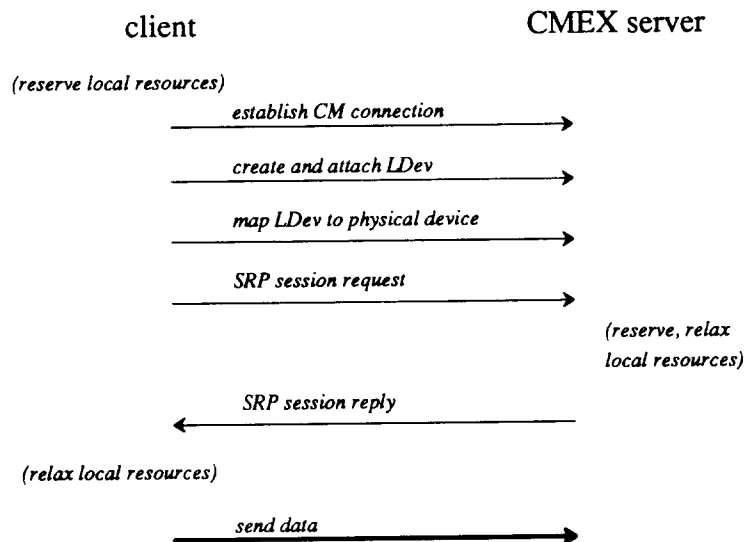 client
CMEX server
(reserve local resources)
establish CM connection
create and attach LDev
map LDev to physical device
SRP session request
(reserve, relax
local resources)
SRP session reply
(relax local resources)
send data